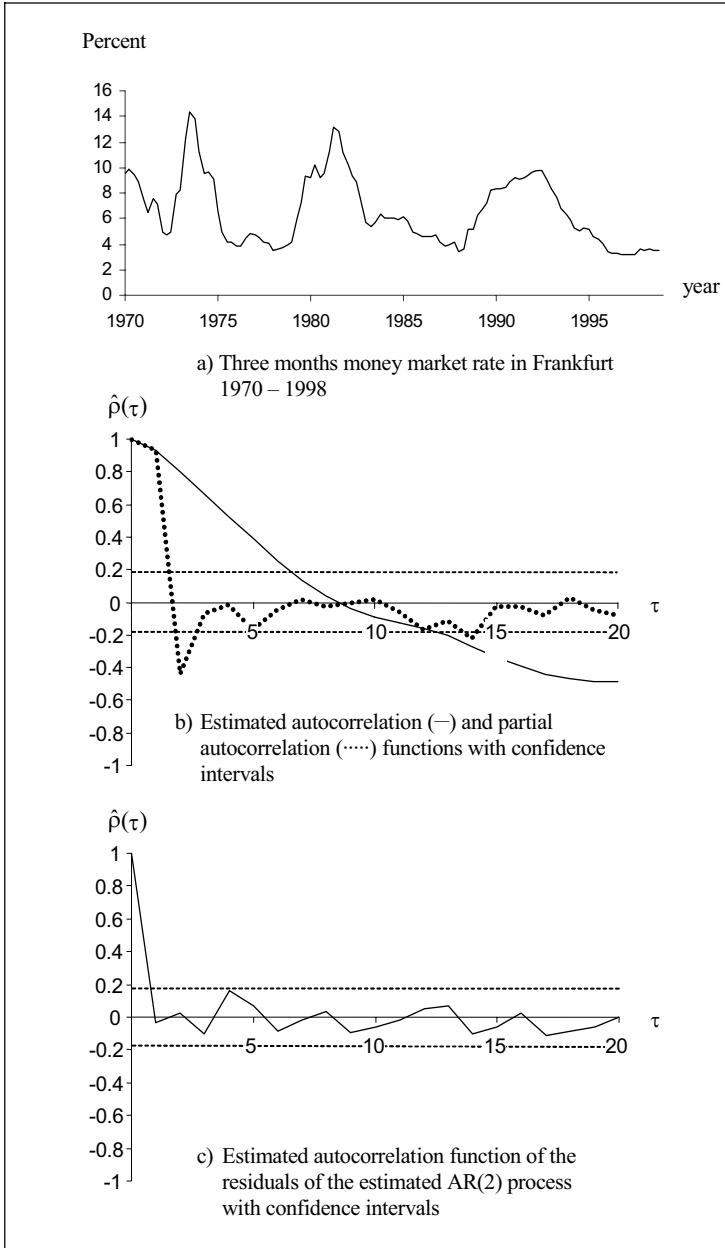 Percent
16
14
12
10
8
6
4
2
0
1970 1975 1980 1985 1990 1995
year
a) Three months money market rate in Frankfurt
1970 – 1998
ρ̂(τ)
1
0.8
0.6
0.4
0.2
0
-0.2
-0.4
-0.6
-0.8
-1
5 10 15 20
τ
b) Estimated autocorrelation (—) and partial
autocorrelation (·····) functions with confidence
intervals
ρ̂(τ)
1
0.8
0.6
0.4
0.2
0
-0.2
-0.4
-0.6
-0.8
-1
5 10 15 20
τ
c) Estimated autocorrelation function of the
residuals of the estimated AR(2) process
with confidence intervals